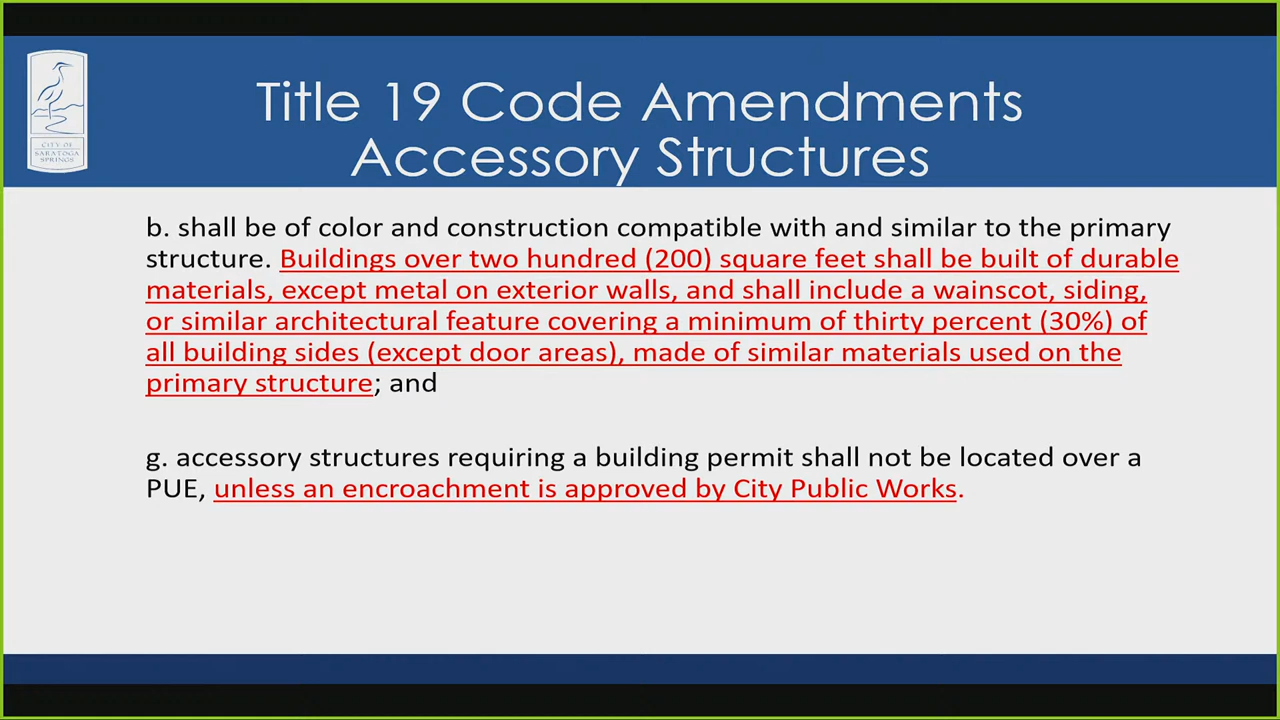 CITY OF
SARATOGA
SPRINGS
Title 19 Code Amendments
Accessory Structures
b. shall be of color and construction compatible with and similar to the primary
structure. Buildings over two hundred (200) square feet shall be built of durable
materials, except metal on exterior walls, and shall include a wainscot, siding,
or similar architectural feature covering a minimum of thirty percent (30%) of
all building sides (except door areas), made of similar materials used on the
primary structure; and
g. accessory structures requiring a building permit shall not be located over a
PUE, unless an encroachment is approved by City Public Works.